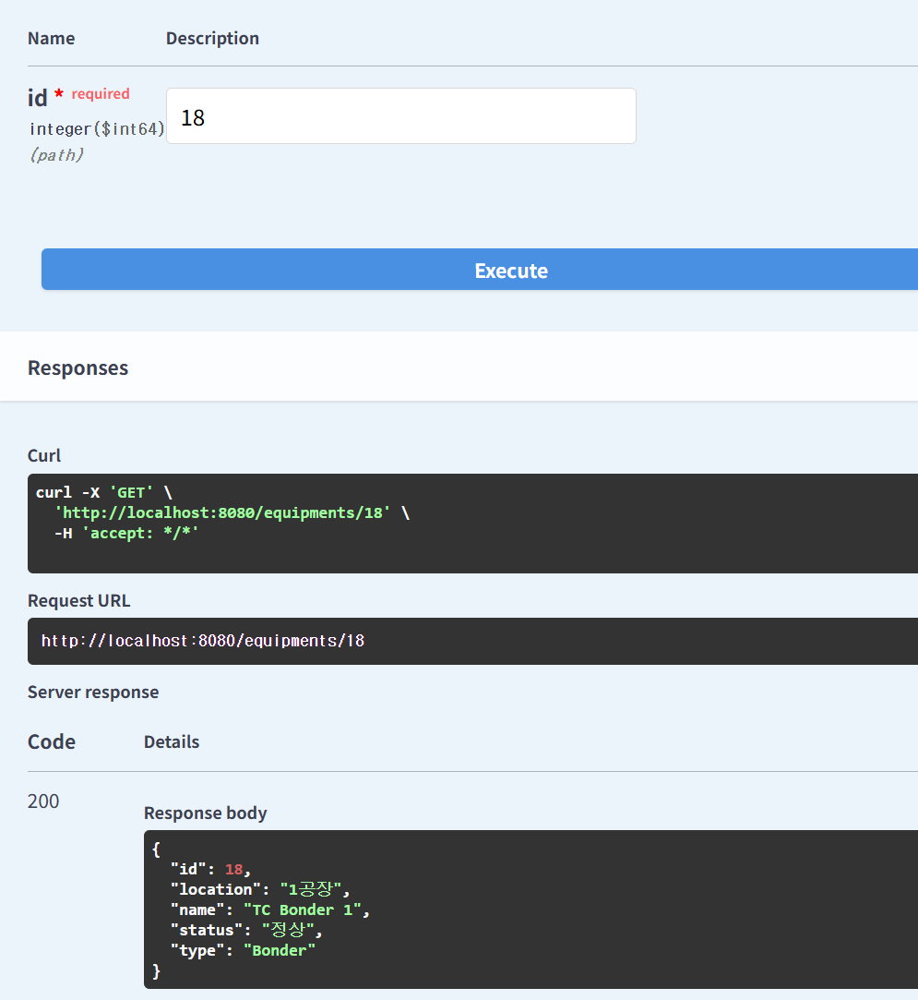 Name Description
id * required
integer($int64)
(path)
18
Execute
Responses
Curl
curl -X 'GET' \
  'http://localhost:8080/equipments/18' \
  -H 'accept: */*'
Request URL
http://localhost:8080/equipments/18
Server response
Code Details
200
Response body
{
  "id": 18,
  "location": "1공장",
  "name": "TC Bonder 1",
  "status": "정상",
  "type": "Bonder"
}